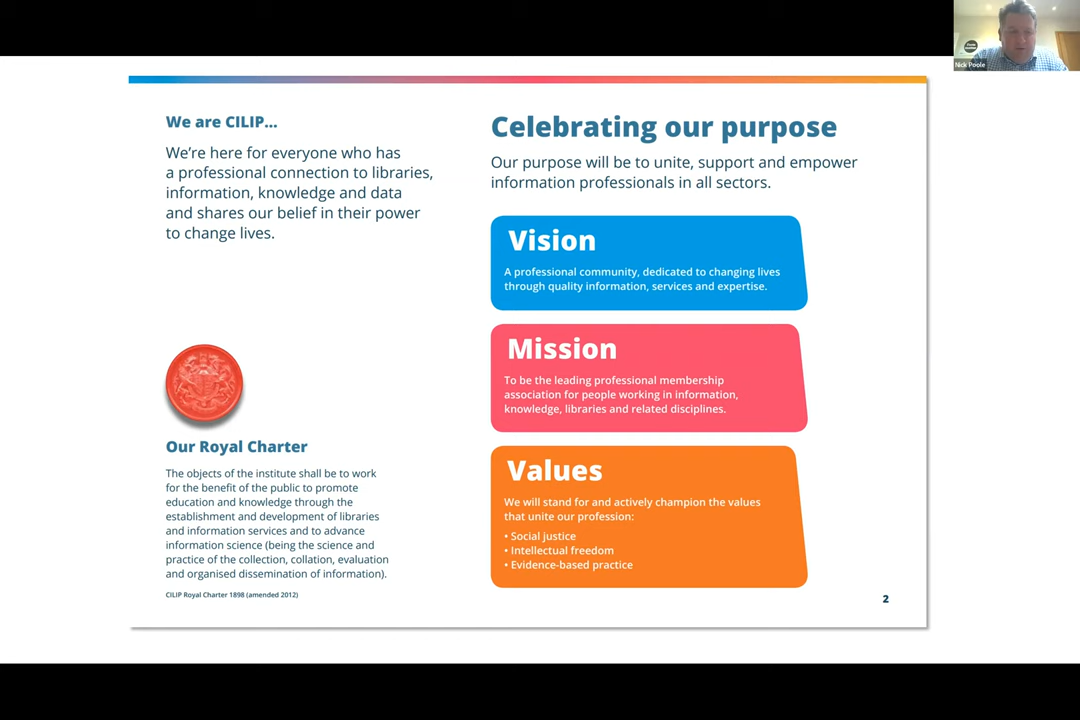 We are CILIP...
We're here for everyone who has
a professional connection to libraries,
information, knowledge and data
and shares our belief in their power
to change lives.
Our Royal Charter
The objects of the institute shall be to work
for the benefit of the public to promote
education and knowledge through the
establishment and development of libraries
and information services and to advance
information science (being the science and
practice of the collection, collation, evaluation
and organised dissemination of information).
CILIP Royal Charter 1898 (amended 2012)
Celebrating our purpose
Our purpose will be to unite, support and empower
information professionals in all sectors.
Vision
A professional community, dedicated to changing lives
through quality information, services and expertise.
Mission
To be the leading professional membership
association for people working in information,
knowledge, libraries and related disciplines.
Values
We will stand for and actively champion the values
that unite our profession:
• Social justice
• Intellectual freedom
• Evidence-based practice
2
Nick Poole